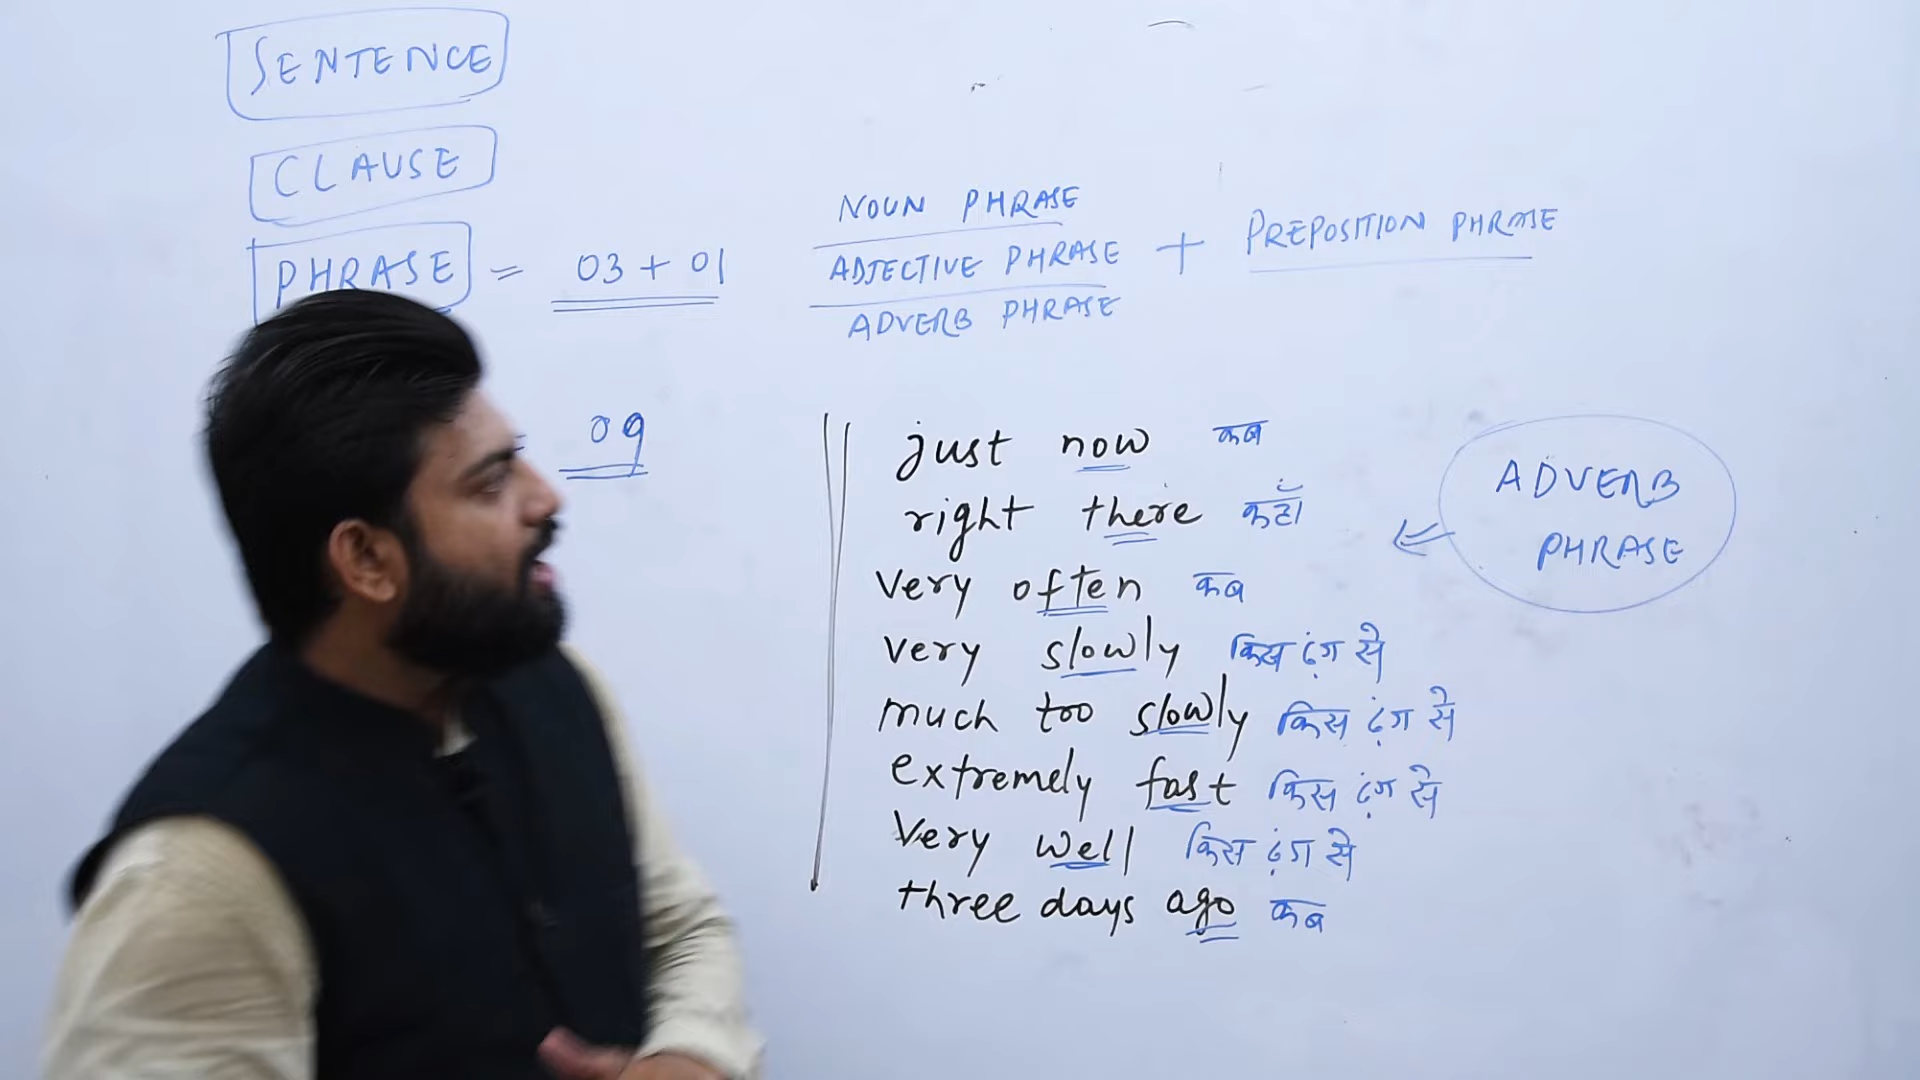 SENTENCE
CLAUSE
PHRASE = 03 + 01
NOUN PHRASE
ADJECTIVE PHRASE + PREPOSITION PHRASE
ADVERB PHRASE
09
just now कब
right there कहाँ
very often कब
very slowly किस ढ़ंग से
much too slowly किस ढ़ंग से
extremely fast किस ढ़ंग से
Very well किस ढ़ंग से
three days ago कब
ADVERB
PHRASE